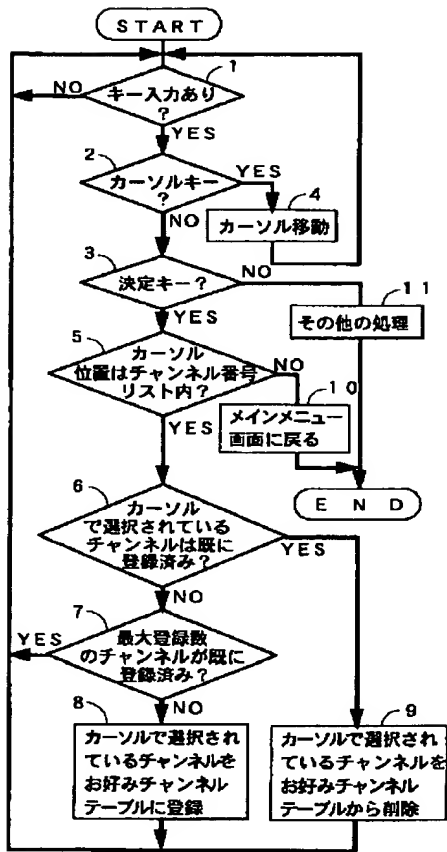 START
1
キー入力あり
?
NO
YES
2
カーソルキー
?
YES
NO
4
カーソル移動
3
決定キー?
NO
YES
11
その他の処理
5
カーソル
位置はチャンネル番号
リスト内?
NO
YES
10
メインメニュー
画面に戻る
END
6
カーソル
で選択されている
チャンネルは既に
登録済み?
YES
NO
7
最大登録数
のチャンネルが既に
登録済み?
YES
NO
8
カーソルで選択され
ているチャンネルを
お好みチャンネル
テーブルに登録
9
カーソルで選択され
ているチャンネルを
お好みチャンネル
テーブルから削除